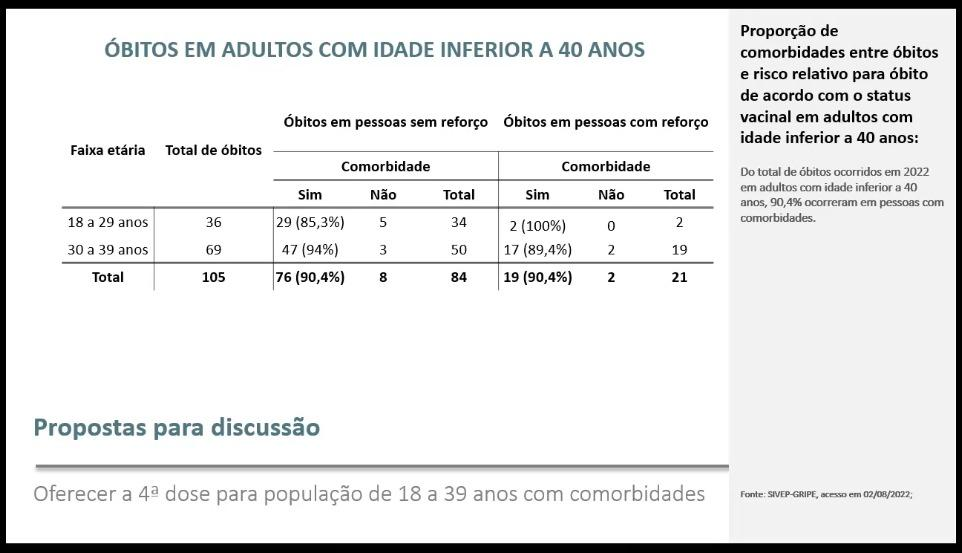 ÓBITOS EM ADULTOS COM IDADE INFERIOR A 40 ANOS
Óbitos em pessoas sem reforço Óbitos em pessoas com reforço
Faixa etária Total de óbitos
Comorbidade Comorbidade
Sim Não Total Sim Não Total
18 a 29 anos 36 29 (85,3%) 5 34 2 (100%) 0 2
30 a 39 anos 69 47 (94%) 3 50 17 (89,4%) 2 19
Total 105 76 (90,4%) 8 84 19 (90,4%) 2 21
Propostas para discussão
Oferecer a 4ª dose para população de 18 a 39 anos com comorbidades
Proporção de
comorbidades entre óbitos
e risco relativo para óbito
de acordo com o status
vacinal em adultos com
idade inferior a 40 anos:
Do total de óbitos ocorridos em 2022
em adultos com idade inferior a 40
anos, 90,4% ocorreram em pessoas com
comorbidades.
Fonte: SIVEP-GRIPE, acesso em 02/08/2022;